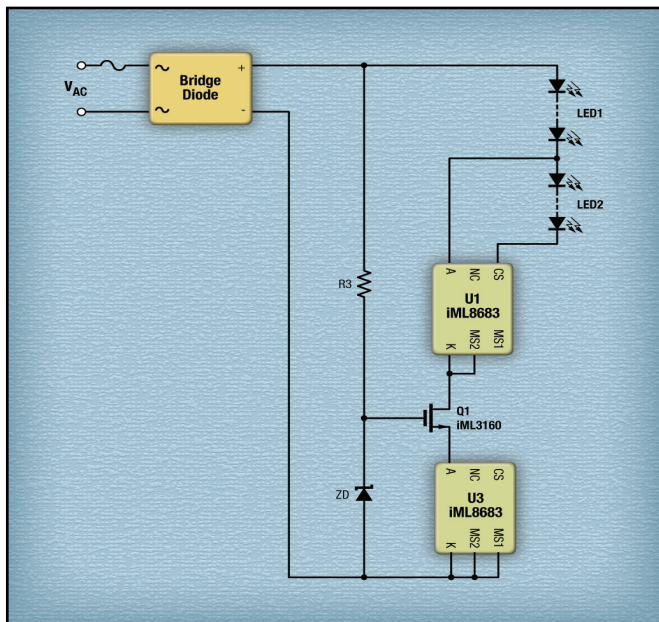 V_AC
~
~
+
-
Bridge
Diode
LED1
LED2
R3
A
NC
CS
U1
iML8683
K
MS2
MS1
Q1
iML3160
ZD
A
NC
CS
U3
iML8683
K
MS2
MS1